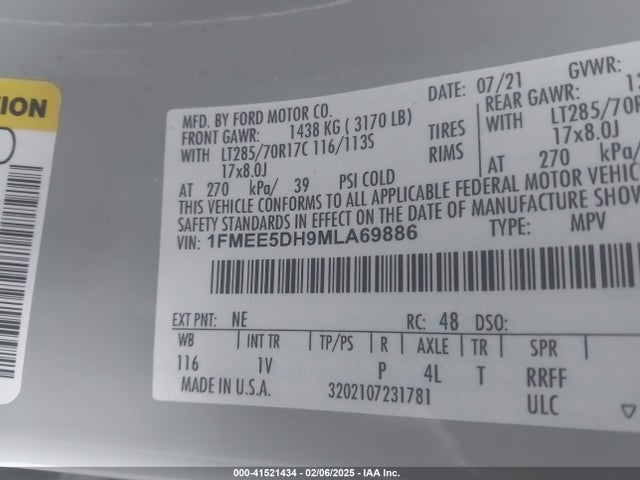 TION
MFD. BY FORD MOTOR CO.
DATE: 07/21
GVWR:
FRONT GAWR: 1438 KG ( 3170 LB)
REAR GAWR:
WITH LT285/70R17C 116/113S
TIRES
WITH LT285/70R
17x8.0J
RIMS
17x8.0J
AT 270 kPa/ 39 PSI COLD
AT 270 kPa/
THIS VEHICLE CONFORMS TO ALL APPLICABLE FEDERAL MOTOR VEHIC
SAFETY STANDARDS IN EFFECT ON THE DATE OF MANUFACTURE SHOW
VIN: 1FMEE5DH9MLA69886
TYPE: MPV
EXT PNT: NE RC: 48 DSO:
WB INT TR TP/PS R AXLE TR SPR
116 1V P 4L T RRFF
MADE IN U.S.A. 3202107231781 ULC
000-41521434 - 02/06/2025 - IAA Inc.